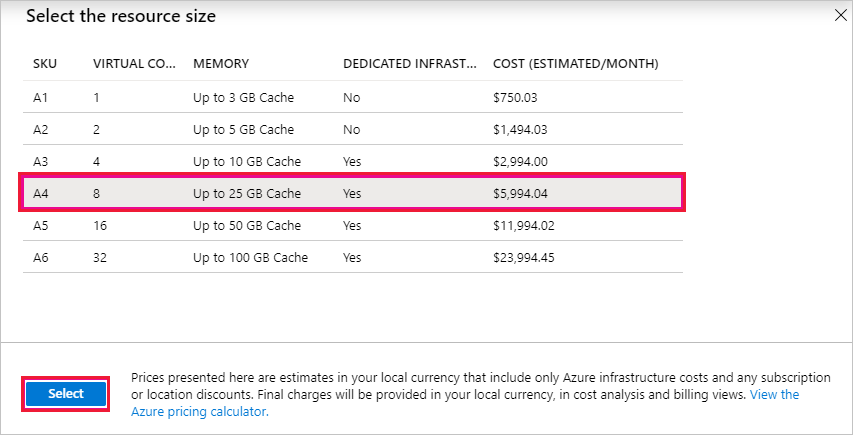 Select the resource size
SKU VIRTUAL CO... MEMORY DEDICATED INFRAST... COST (ESTIMATED/MONTH)
A1 1 Up to 3 GB Cache No $750.03
A2 2 Up to 5 GB Cache No $1,494.03
A3 4 Up to 10 GB Cache Yes $2,994.00
A4 8 Up to 25 GB Cache Yes $5,994.04
A5 16 Up to 50 GB Cache Yes $11,994.02
A6 32 Up to 100 GB Cache Yes $23,994.45
Select
Prices presented here are estimates in your local currency that include only Azure infrastructure costs and any subscription
or location discounts. Final charges will be provided in your local currency, in cost analysis and billing views. View the
Azure pricing calculator.